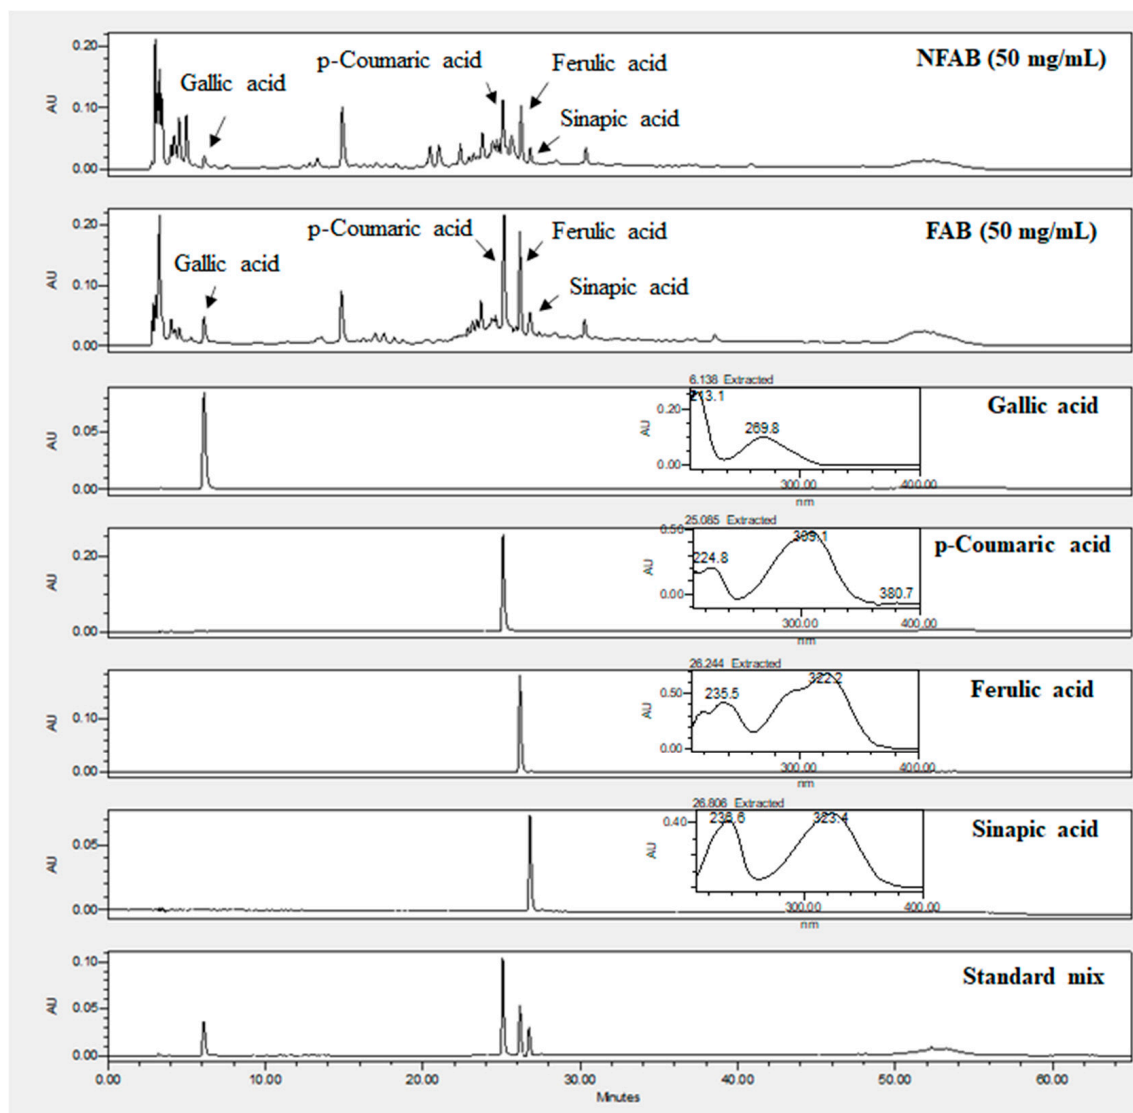 NFAB (50 mg/mL)
0.20
0.10
0.00
AU
Gallic acid
p-Coumaric acid
Ferulic acid
Sinapic acid
FAB (50 mg/mL)
0.20
0.10
0.00
AU
Gallic acid
p-Coumaric acid
Ferulic acid
Sinapic acid
Gallic acid
0.05
0.00
AU
6.138 Extracted
213.1
269.8
0.20
0.00
AU
300.00
400.00
nm
p-Coumaric acid
0.20
0.00
AU
25.085 Extracted
0.50
0.00
AU
224.8
309.1
380.7
300.00
400.00
nm
Ferulic acid
0.10
0.00
AU
26.244 Extracted
0.50
0.00
AU
235.5
322.2
300.00
400.00
nm
Sinapic acid
0.05
0.00
AU
26.806 Extracted
0.40
AU
323.4
300.00
400.00
nm
Standard mix
0.10
0.05
0.00
AU
0.00
10.00
20.00
30.00
40.00
50.00
60.00
Minutes